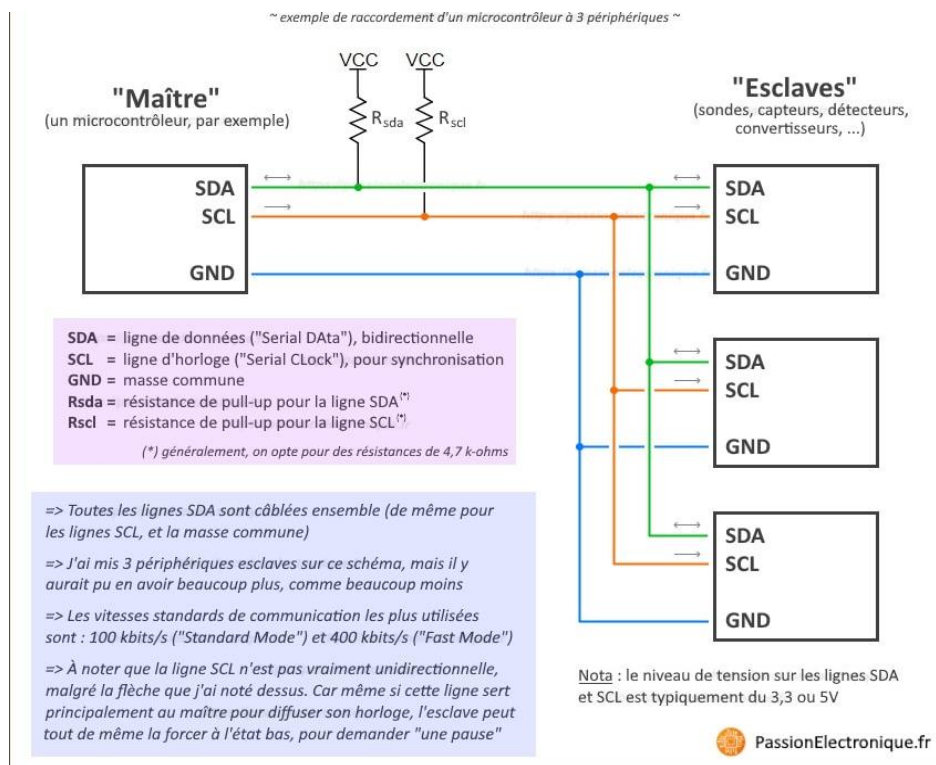 ~ exemple de raccordement d'un microcontrôleur à 3 périphériques ~
VCC VCC
"Maître"
(un microcontrôleur, par exemple)
Rsda
Rscl
"Esclaves"
(sondes, capteurs, détecteurs,
convertisseurs, ...)
SDA
SCL
GND
SDA
SCL
GND
SDA = ligne de données ("Serial DAta"), bidirectionnelle
SCL = ligne d'horloge ("Serial CLock"), pour synchronisation
GND = masse commune
Rsda = résistance de pull-up pour la ligne SDA(*)
Rscl = résistance de pull-up pour la ligne SCL(*)
(*) généralement, on opte pour des résistances de 4,7 k-ohms
SDA
SCL
GND
=> Toutes les lignes SDA sont câblées ensemble (de même pour
les lignes SCL, et la masse commune)
=> J'ai mis 3 périphériques esclaves sur ce schéma, mais il y
aurait pu en avoir beaucoup plus, comme beaucoup moins
=> Les vitesses standards de communication les plus utilisées
sont : 100 kbits/s ("Standard Mode") et 400 kbits/s ("Fast Mode")
=> À noter que la ligne SCL n'est pas vraiment unidirectionnelle,
malgré la flèche que j'ai noté dessus. Car même si cette ligne sert
principalement au maître pour diffuser son horloge, l'esclave peut
tout de même la forcer à l'état bas, pour demander "une pause"
SDA
SCL
GND
Nota : le niveau de tension sur les lignes SDA
et SCL est typiquement du 3,3 ou 5V
PassionElectronique.fr